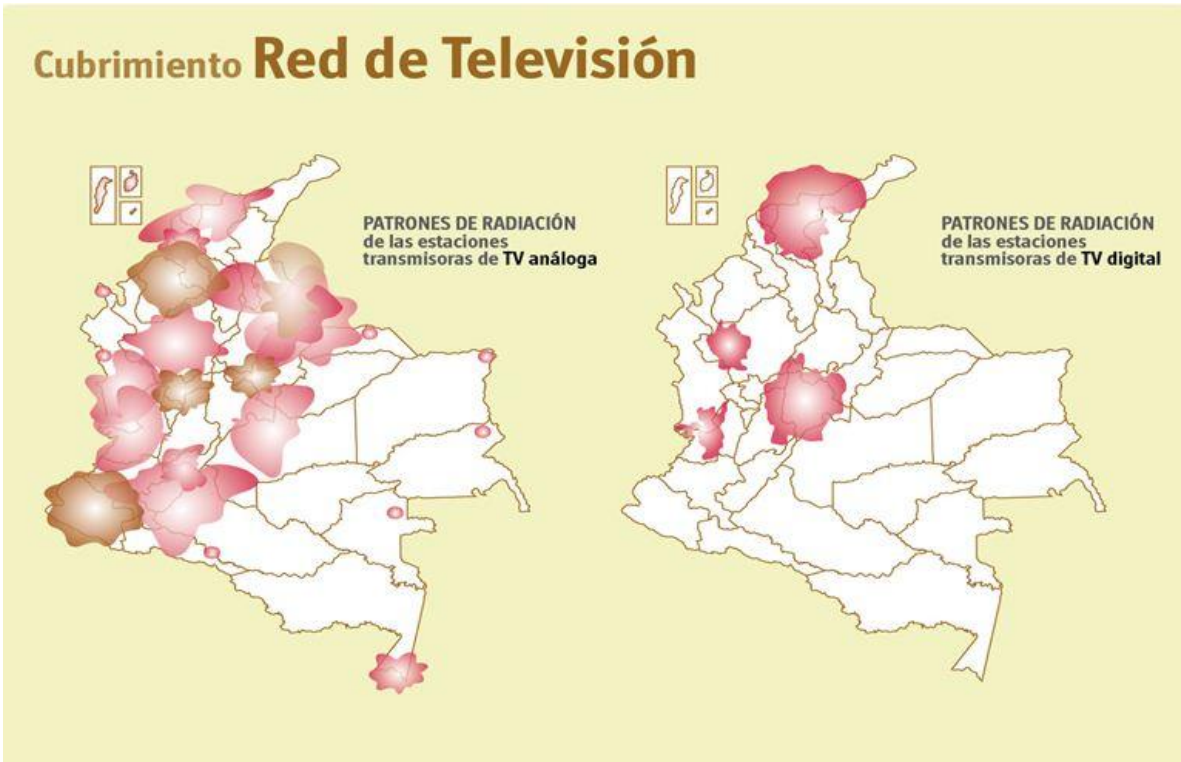 Cubrimiento Red de Televisión
PATRONES DE RADIACIÓN
de las estaciones
transmisoras de TV análoga
PATRONES DE RADIACIÓN
de las estaciones
transmisoras de TV digital